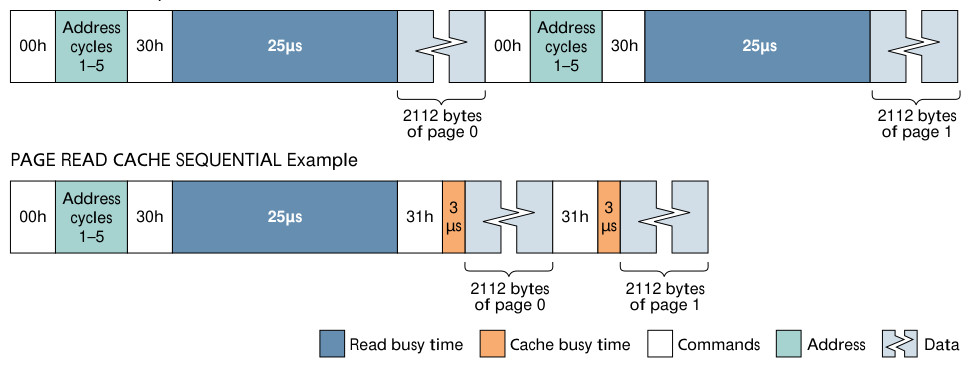 00h
Address
cycles
1–5
30h
25μs
00h
Address
cycles
1–5
30h
25μs
2112 bytes
of page 0
2112 bytes
of page 1
PAGE READ CACHE SEQUENTIAL Example
00h
Address
cycles
1–5
30h
25μs
31h
3
μs
31h
3
μs
2112 bytes
of page 0
2112 bytes
of page 1
Read busy time
Cache busy time
Commands
Address
Data